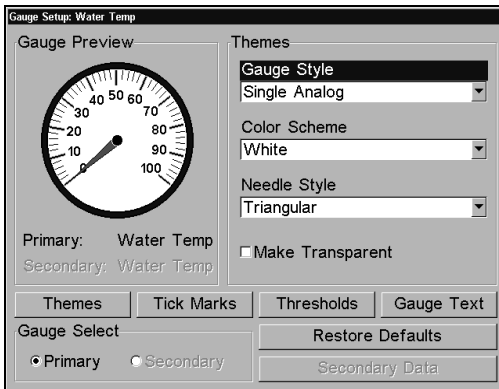 Gauge Setup: Water Temp
Gauge Preview
0
10
20
30
40
50
60
70
80
90
100
Primary: Water Temp
Secondary: Water Temp
Themes
Gauge Style
Single Analog
Color Scheme
White
Needle Style
Triangular
Make Transparent
Themes Tick Marks Thresholds Gauge Text
Gauge Select
Primary Secondary
Restore Defaults
Secondary Data